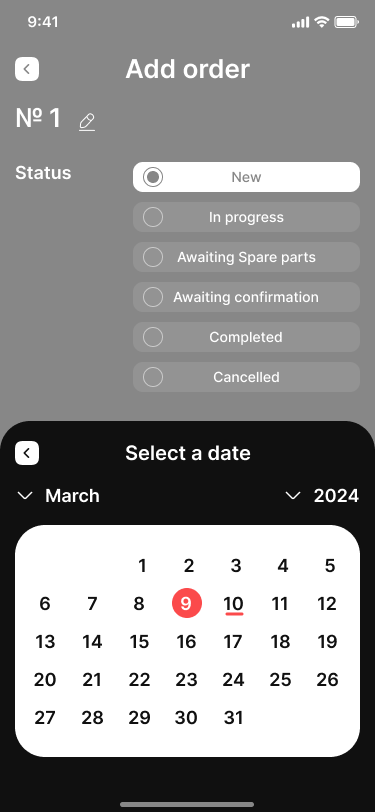 9:41
Add order
Nº 1
Status
New
In progress
Awaiting Spare parts
Awaiting confirmation
Completed
Cancelled
Select a date
March 2024
1 2 3 4 5
6 7 8 9 10 11 12
13 14 15 16 17 18 19
20 21 22 23 24 25 26
27 28 29 30 31